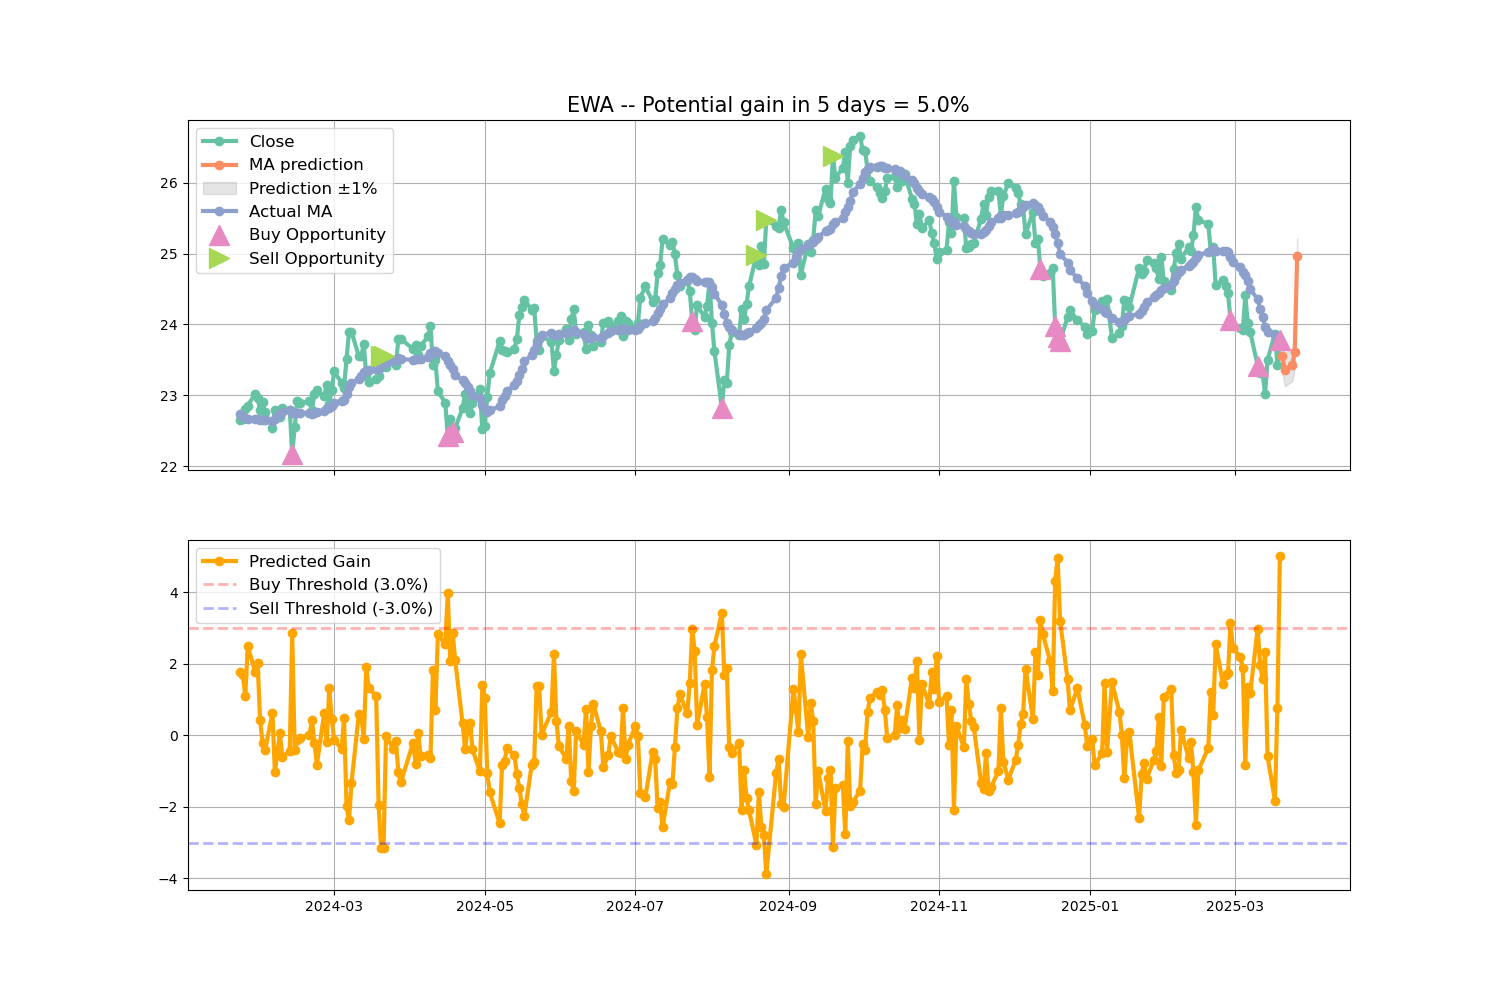 EWA -- Potential gain in 5 days = 5.0%
Close
MA prediction
Prediction ±1%
Actual MA
Buy Opportunity
Sell Opportunity
26
25
24
23
22
Predicted Gain
Buy Threshold (3.0%)
Sell Threshold (-3.0%)
4
2
0
−2
−4
2024-03 2024-05 2024-07 2024-09 2024-11 2025-01 2025-03